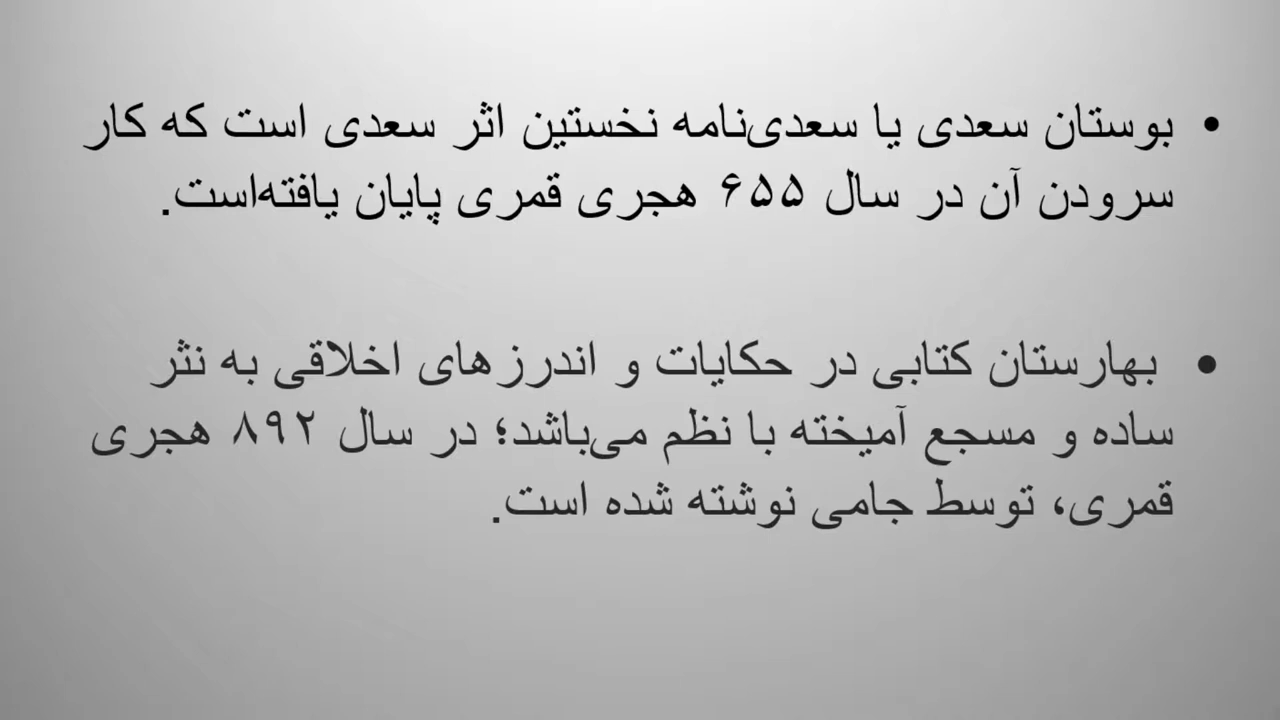 • بوستان سعدی یا سعدی‌نامه نخستین اثر سعدی است که کار
سرودن آن در سال ۶۵۵ هجری قمری پایان یافته‌است.
• بهارستان کتابی در حکایات و اندرزهای اخلاقی به نثر
ساده و مسجع آمیخته با نظم می‌باشد؛ در سال ۸۹۲ هجری
قمری، توسط جامی نوشته شده است.